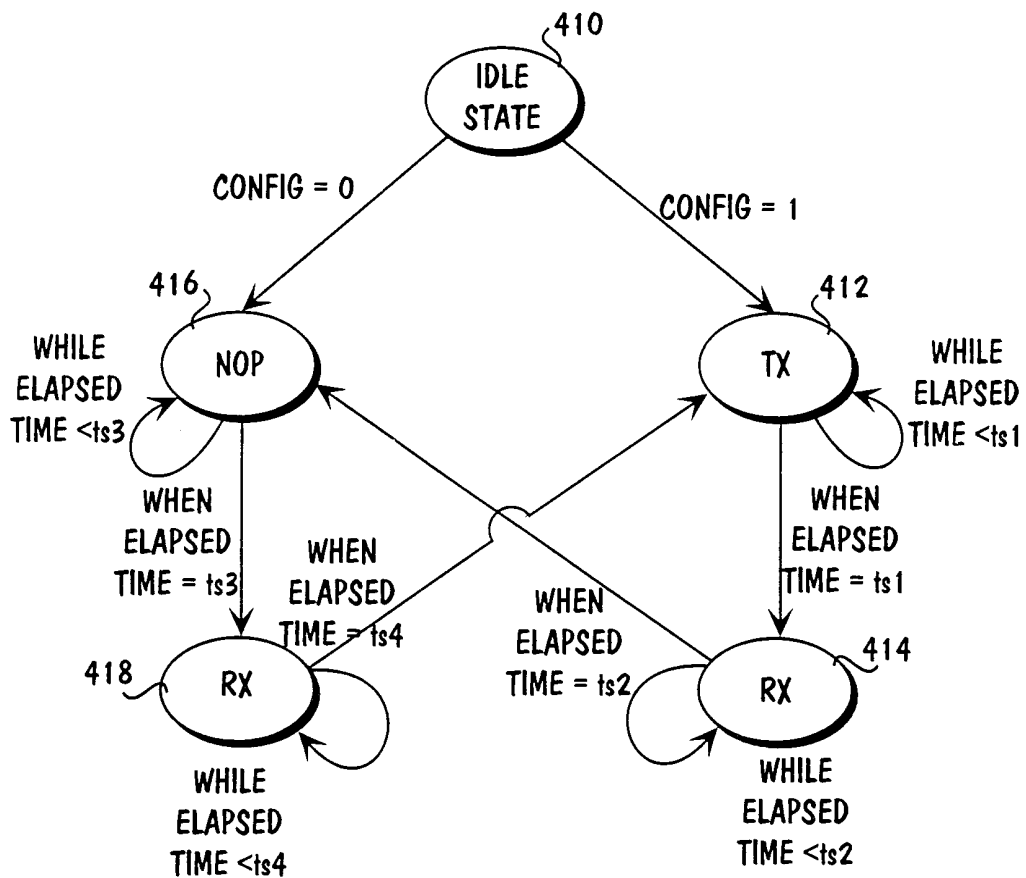 410
IDLE
STATE
CONFIG = 0
CONFIG = 1
416
412
NOP
TX
WHILE
ELAPSED
TIME <ts3
WHILE
ELAPSED
TIME <ts1
WHEN
ELAPSED
TIME = ts3
WHEN
ELAPSED
TIME = ts4
WHEN
ELAPSED
TIME = ts2
WHEN
ELAPSED
TIME = ts1
418
RX
414
RX
WHILE
ELAPSED
TIME <ts4
WHILE
ELAPSED
TIME <ts2